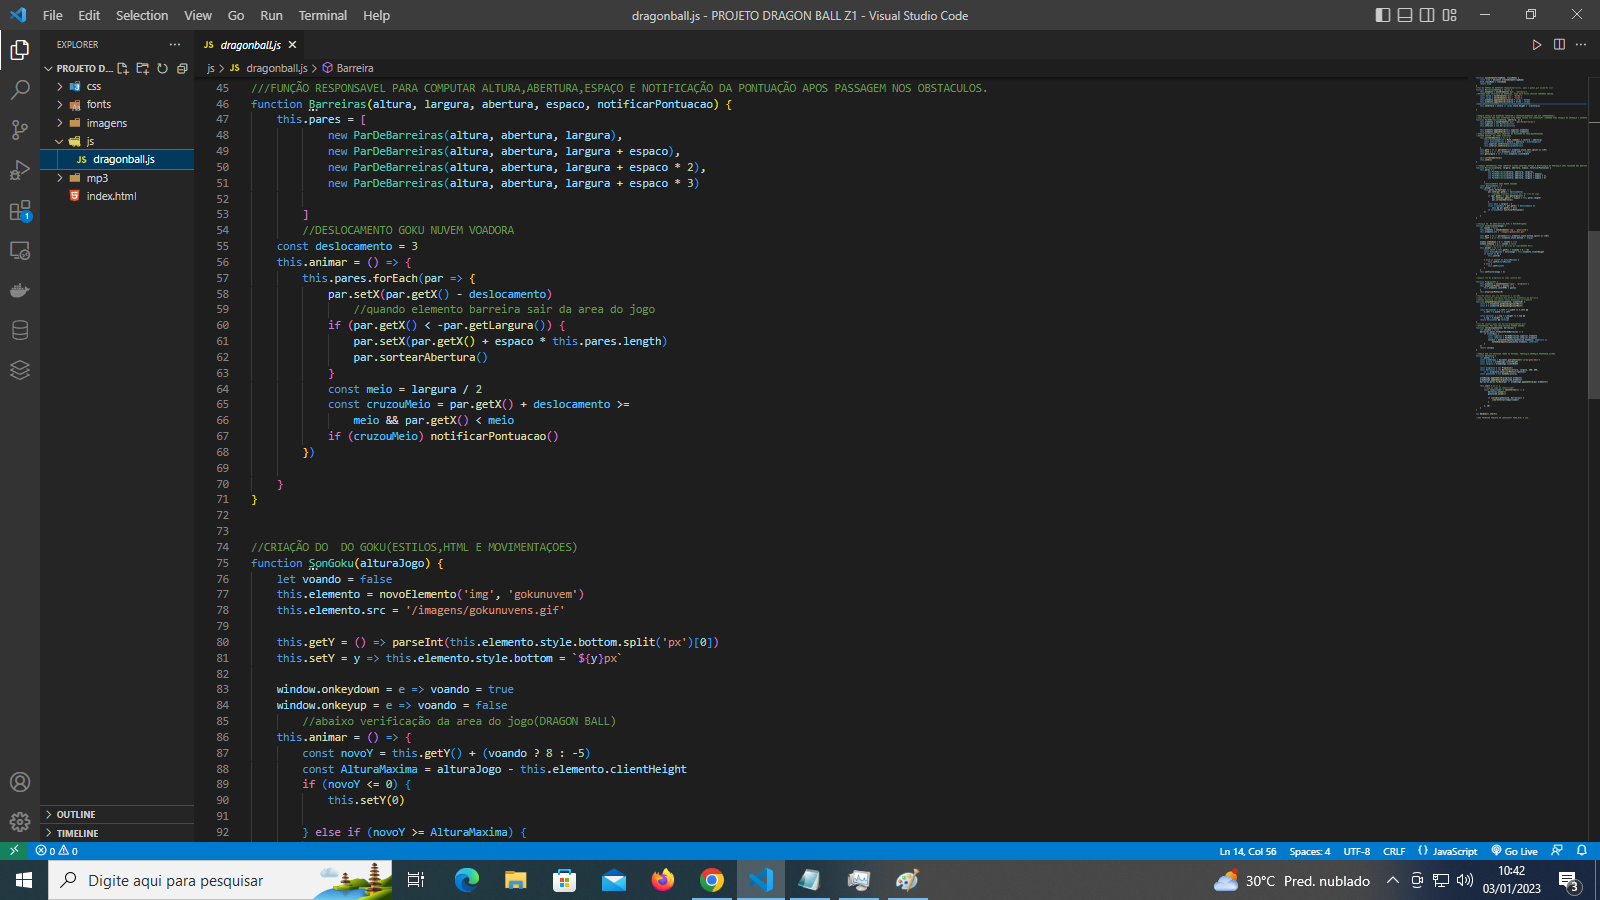 File Edit Selection View Go Run Terminal Help
dragonball.js - PROJETO DRAGON BALL Z1 - Visual Studio Code
EXPLORER
PROJETO D...
css
fonts
imagens
js
JS dragonball.js
mp3
index.html
OUTLINE
TIMELINE
JS dragonball.js
js > JS dragonball.js > Barreira
45 ///FUNÇÃO RESPONSAVEL PARA COMPUTAR ALTURA,ABERTURA,ESPAÇO E NOTIFICAÇÃO DA PONTUAÇÃO APOS PASSAGEM NOS OBSTACULOS.
46 function Barreiras(altura, largura, abertura, espaco, notificarPontuacao) {
47 this.pares = [
48 new ParDeBarreiras(altura, abertura, largura),
49 new ParDeBarreiras(altura, abertura, largura + espaco),
50 new ParDeBarreiras(altura, abertura, largura + espaco * 2),
51 new ParDeBarreiras(altura, abertura, largura + espaco * 3)
52
53 ]
54 //DESLOCAMENTO GOKU NUVEM VOADORA
55 const deslocamento = 3
56 this.animar = () => {
57 this.pares.forEach(par => {
58 par.setX(par.getX() - deslocamento)
59 //quando elemento barreira sair da area do jogo
60 if (par.getX() < -par.getLargura()) {
61 par.setX(par.getX() + espaco * this.pares.length)
62 par.sortearAbertura()
63 }
64 const meio = largura / 2
65 const cruzouMeio = par.getX() + deslocamento >=
66 meio && par.getX() < meio
67 if (cruzouMeio) notificarPontuacao()
68 })
69
70 }
71 }
72
73
74 //CRIAÇÃO DO  DO GOKU(ESTILOS,HTML E MOVIMENTAÇOES)
75 function SonGoku(alturaJogo) {
76 let voando = false
77 this.elemento = novoElemento('img', 'gokunuvem')
78 this.elemento.src = '/imagens/gokunuvens.gif'
79
80 this.getY = () => parseInt(this.elemento.style.bottom.split('px')[0])
81 this.setY = y => this.elemento.style.bottom = `${y}px`
82
83 window.onkeydown = e => voando = true
84 window.onkeyup = e => voando = false
85 //abaixo verificação da area do jogo(DRAGON BALL)
86 this.animar = () => {
87 const novoY = this.getY() + (voando ? 8 : -5)
88 const AlturaMaxima = alturaJogo - this.elemento.clientHeight
89 if (novoY <= 0) {
90 this.setY(0)
91
92 } else if (novoY >= AlturaMaxima) {
1
0 0
Ln 14, Col 56 Spaces: 4 UTF-8 CRLF {} JavaScript Go Live
Digite aqui para pesquisar
30°C Pred. nublado
10:42
03/01/2023
3